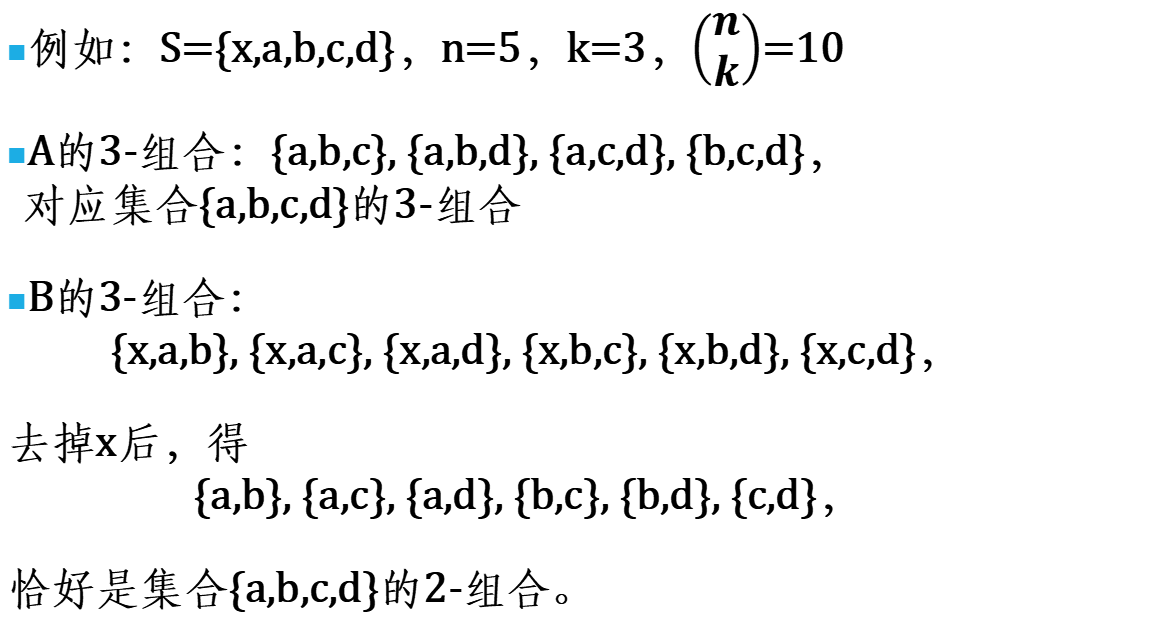 ▪例如：S={x,a,b,c,d}，n=5，k=3，(n k)=10
▪A的3-组合：{a,b,c}, {a,b,d}, {a,c,d}, {b,c,d}，
对应集合{a,b,c,d}的3-组合
▪B的3-组合：
{x,a,b}, {x,a,c}, {x,a,d}, {x,b,c}, {x,b,d}, {x,c,d}，
去掉x后，得
{a,b}, {a,c}, {a,d}, {b,c}, {b,d}, {c,d}，
恰好是集合{a,b,c,d}的2-组合。